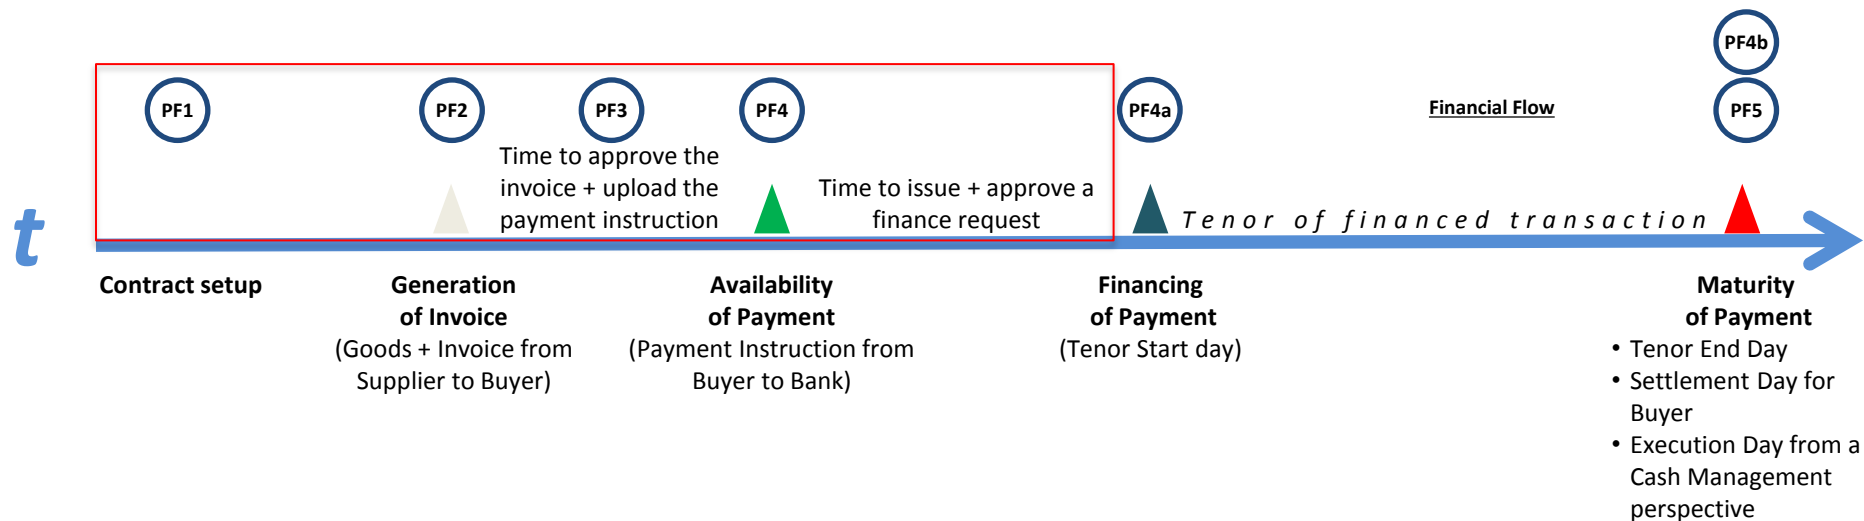 PF4b
PF1
PF2
PF3
PF4
PF4a
Financial Flow
PF5
Time to approve the
invoice + upload the
payment instruction
Time to issue + approve a
finance request
Tenor of financed transaction
t
Contract setup
Generation
of Invoice
(Goods + Invoice from
Supplier to Buyer)
Availability
of Payment
(Payment Instruction from
Buyer to Bank)
Financing
of Payment
(Tenor Start day)
Maturity
of Payment
• Tenor End Day
• Settlement Day for
Buyer
• Execution Day from a
Cash Management
perspective